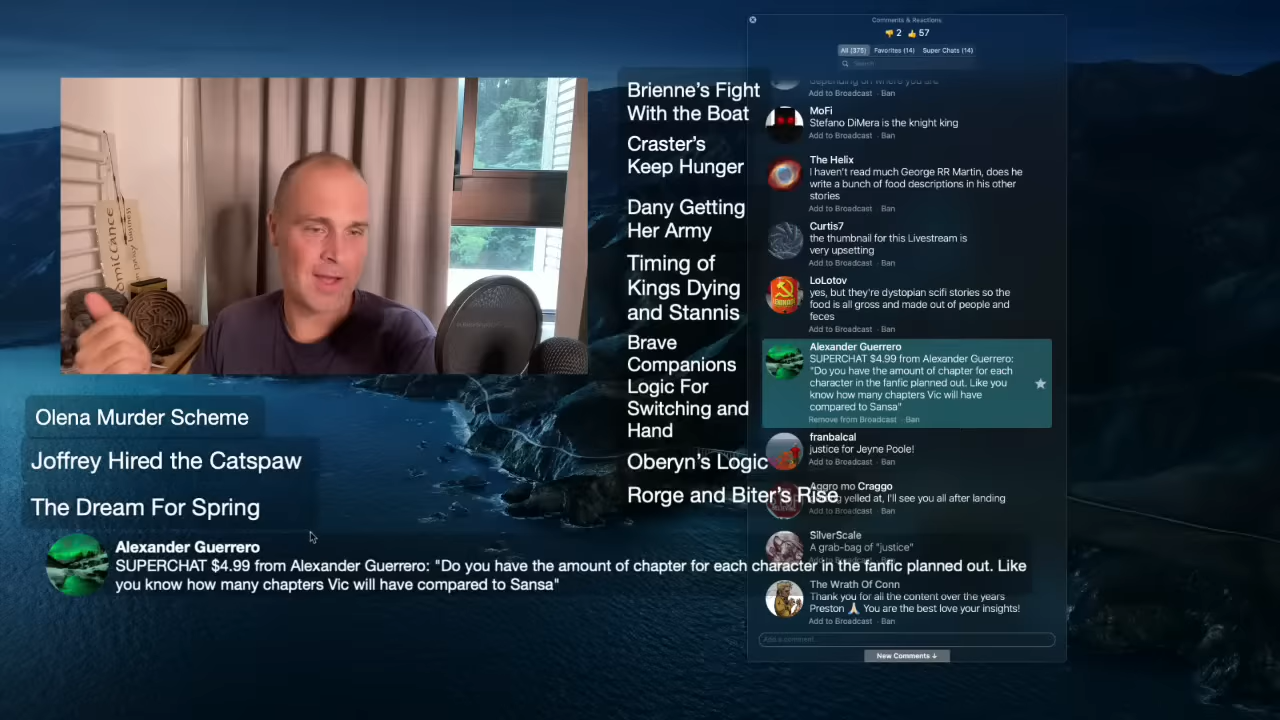 Comments & Reactions
👎 2 👍 57
All (375) Favorites (14) Super Chats (14)
Search
depending on where you are
Add to Broadcast · Ban
MoFi
Stefano DiMera is the knight king
Add to Broadcast · Ban
The Helix
I haven't read much George RR Martin, does he
write a bunch of food descriptions in his other
stories
Add to Broadcast · Ban
Curtis7
the thumbnail for this Livestream is
very upsetting
Add to Broadcast · Ban
LoLotov
yes, but they're dystopian scifi stories so the
food is all gross and made out of people and
feces
Add to Broadcast · Ban
Alexander Guerrero
SUPERCHAT $4.99 from Alexander Guerrero:
"Do you have the amount of chapter for each
character in the fanfic planned out. Like you
know how many chapters Vic will have
compared to Sansa"
Remove from Broadcast · Ban
franbalcal
justice for Jeyne Poole!
Add to Broadcast · Ban
Aggro mo Craggo
yelled at, I'll see you all after landing
Add to Broadcast · Ban
SilverScale
A grab-bag of "justice"
Add to Broadcast · Ban
The Wrath Of Conn
Thank you for all the content over the years
Preston 🙏 You are the best love your insights!
Add to Broadcast · Ban
Add a comment...
New Comments ↓
Brienne's Fight
With the Boat
Craster's
Keep Hunger
Dany Getting
Her Army
Timing of
Kings Dying
and Stannis
Brave
Companions
Logic For
Switching and
Hand
Oberyn's Logic
Rorge and Biter's Rise
Olena Murder Scheme
Joffrey Hired the Catspaw
The Dream For Spring
Alexander Guerrero
SUPERCHAT $4.99 from Alexander Guerrero: "Do you have the amount of chapter for each character in the fanfic planned out. Like
you know how many chapters Vic will have compared to Sansa"